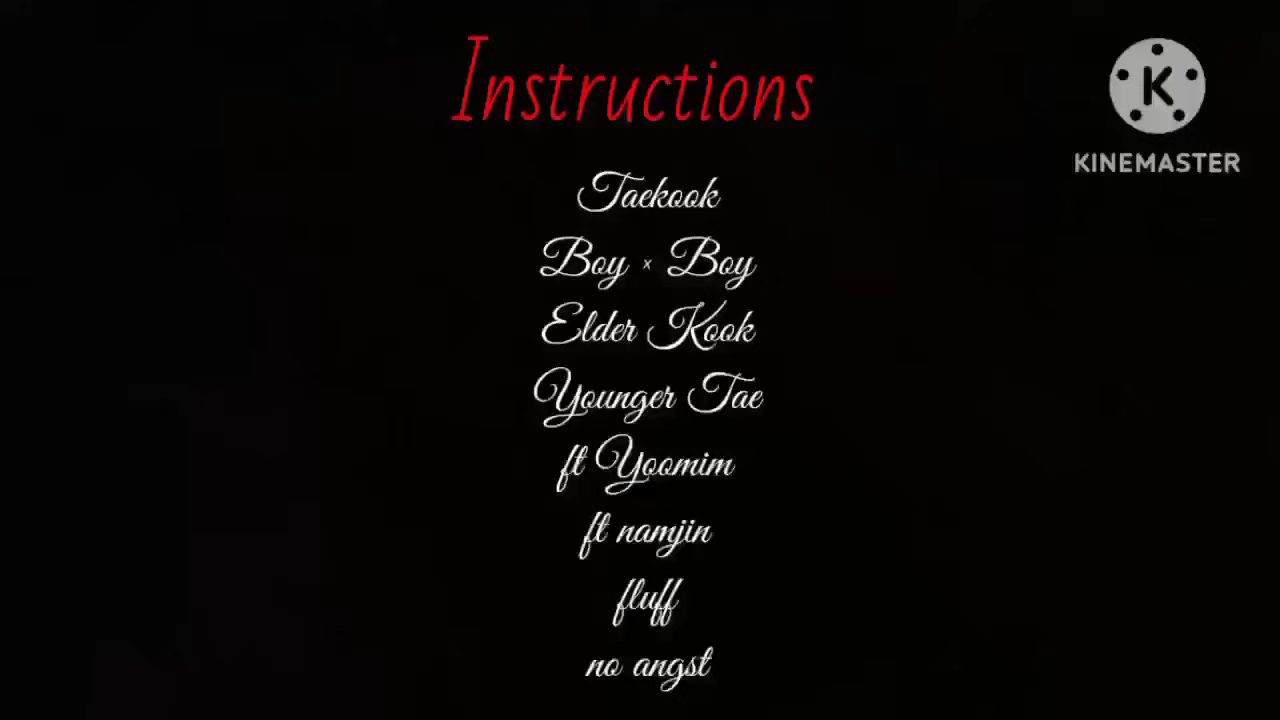 Instructions
K
KINEMASTER
Taekook
Boy × Boy
Elder Kook
Younger Tae
ft Yoomim
ft namjin
fluff
no angst